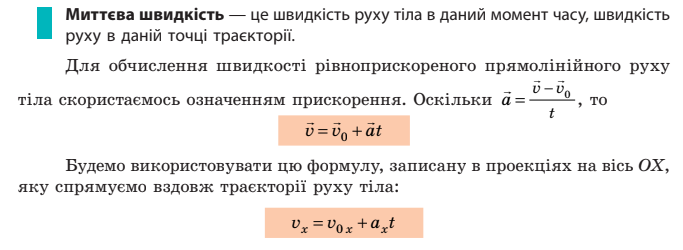 Миттєва швидкість — це швидкість руху тіла в даний момент часу, швидкість
руху в даній точці траєкторії.
Для обчислення швидкості рівноприскореного прямолінійного руху
тіла скористаємось означенням прискорення. Оскільки $\vec{a} = \frac{\vec{v} - \vec{v}_0}{t}$, то
$\vec{v} = \vec{v}_0 + \vec{a}t$
Будемо використовувати цю формулу, записану в проекціях на вісь OX,
яку спрямуємо вздовж траєкторії руху тіла:
$v_x = v_{0x} + a_x t$